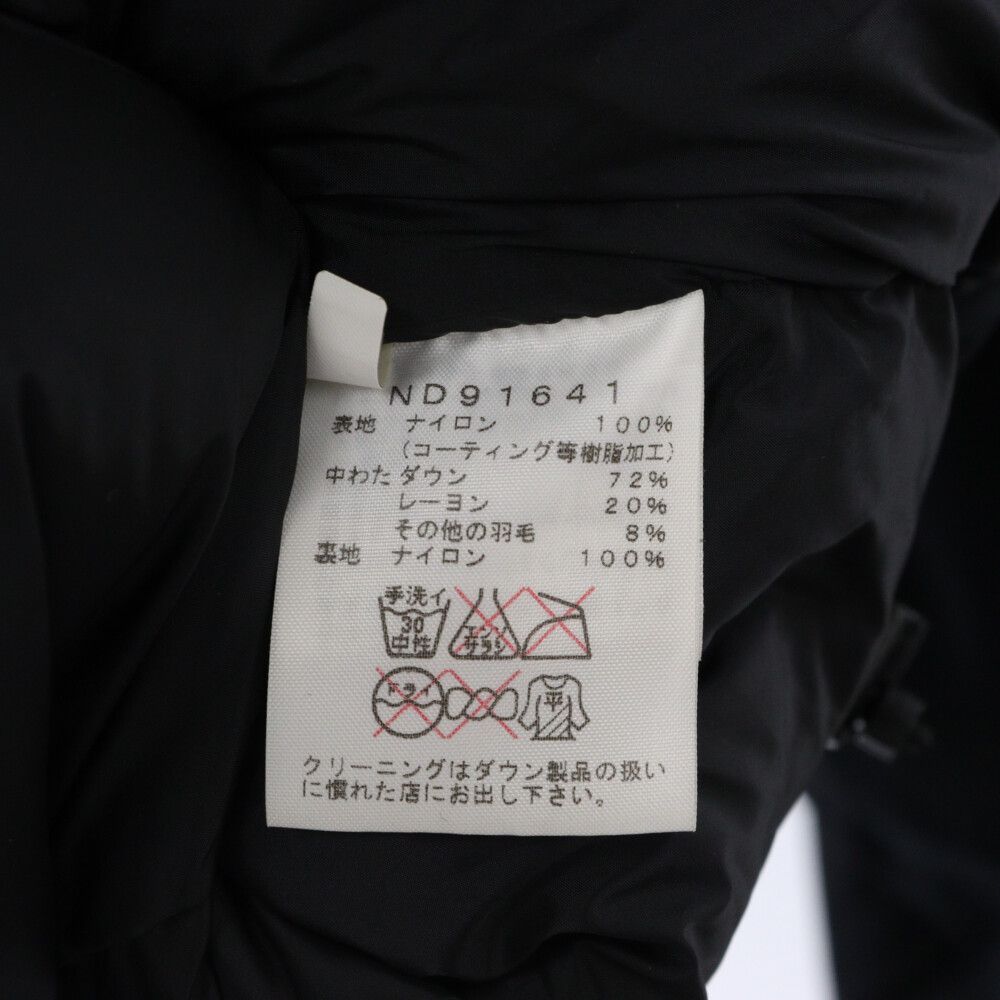 ND91641
表地 ナイロン 100%
(コーティング等樹脂加工)
中わた ダウン 72%
レーヨン 20%
その他の羽毛 8%
裏地 ナイロン 100%
手洗イ
30
中性
エンソ
サラシ
ドライ
平
クリーニングはダウン製品の扱い
に慣れた店にお出し下さい。